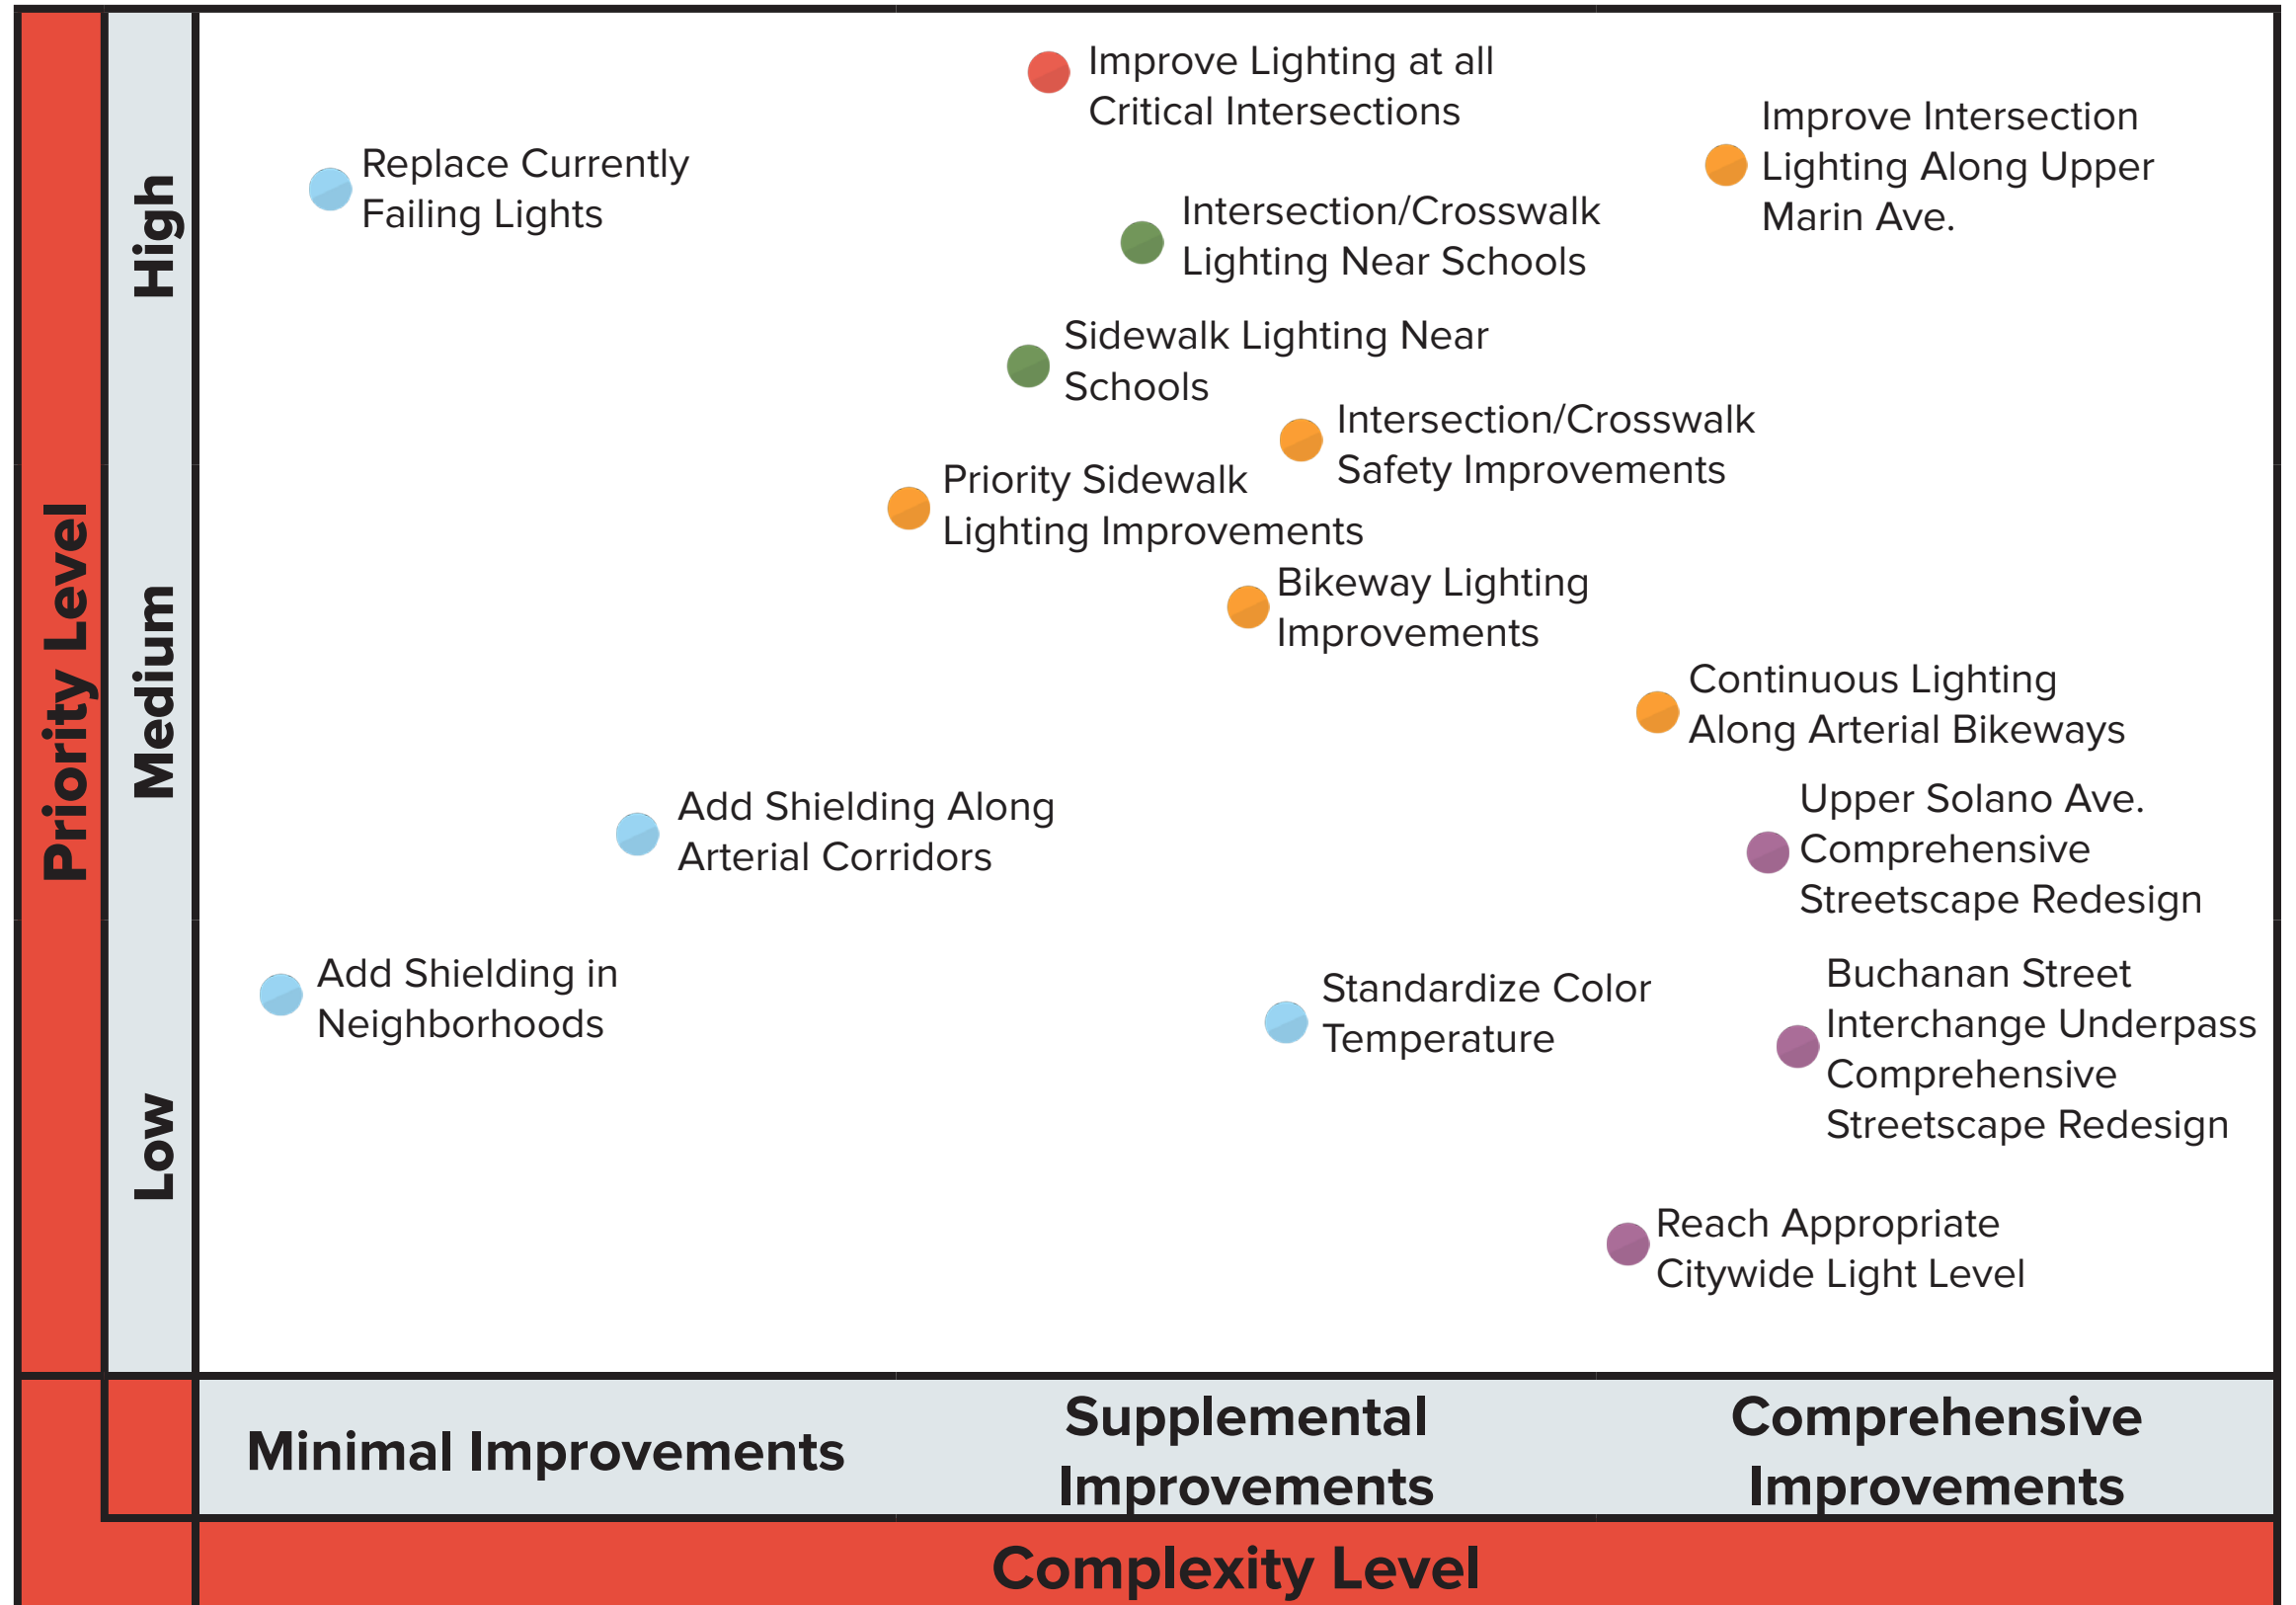 Priority Level
High
Medium
Low
Improve Lighting at all
Critical Intersections
Improve Intersection
Lighting Along Upper
Marin Ave.
Replace Currently
Failing Lights
Intersection/Crosswalk
Lighting Near Schools
Sidewalk Lighting Near
Schools
Intersection/Crosswalk
Safety Improvements
Priority Sidewalk
Lighting Improvements
Bikeway Lighting
Improvements
Continuous Lighting
Along Arterial Bikeways
Add Shielding Along
Arterial Corridors
Upper Solano Ave.
Comprehensive
Streetscape Redesign
Add Shielding in
Neighborhoods
Standardize Color
Temperature
Buchanan Street
Interchange Underpass
Comprehensive
Streetscape Redesign
Reach Appropriate
Citywide Light Level
Minimal Improvements
Supplemental
Improvements
Comprehensive
Improvements
Complexity Level